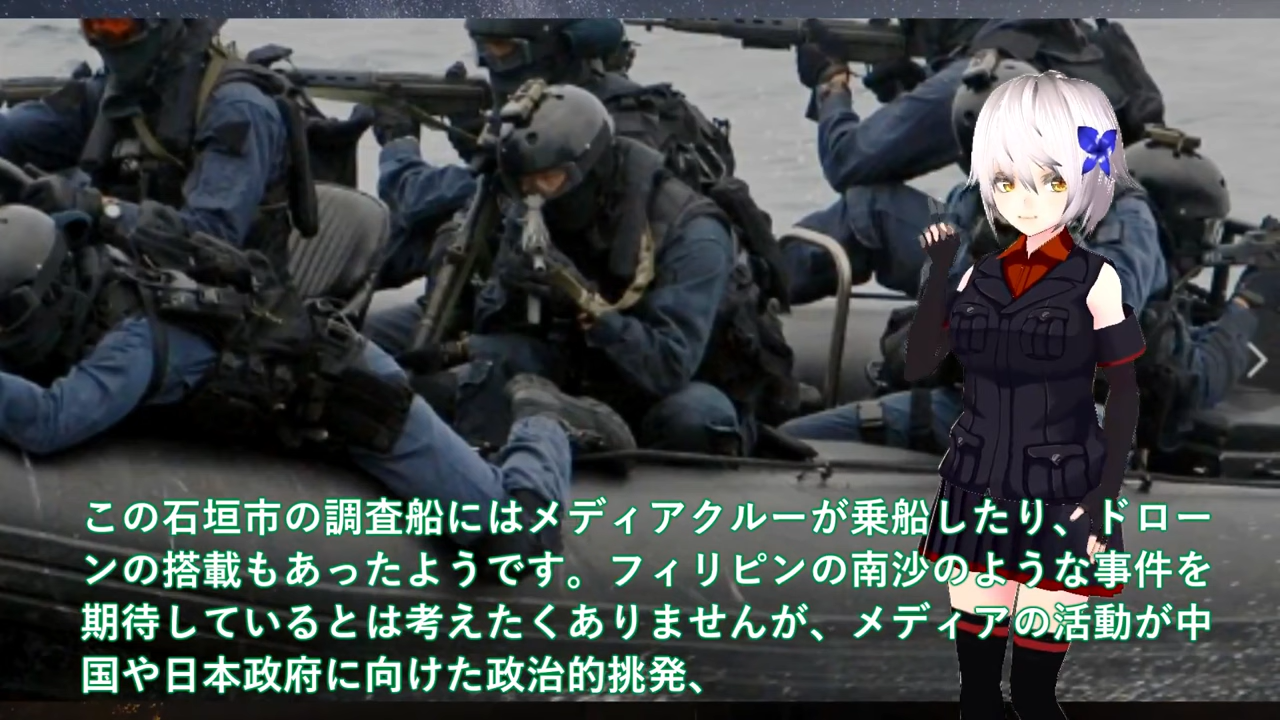 この石垣市の調査船にはメディアクルーが乗船したり、ドロー
ンの搭載もあったようです。フィリピンの南沙のような事件を
期待しているとは考えたくありませんが、メディアの活動が中
国や日本政府に向けた政治的挑発、